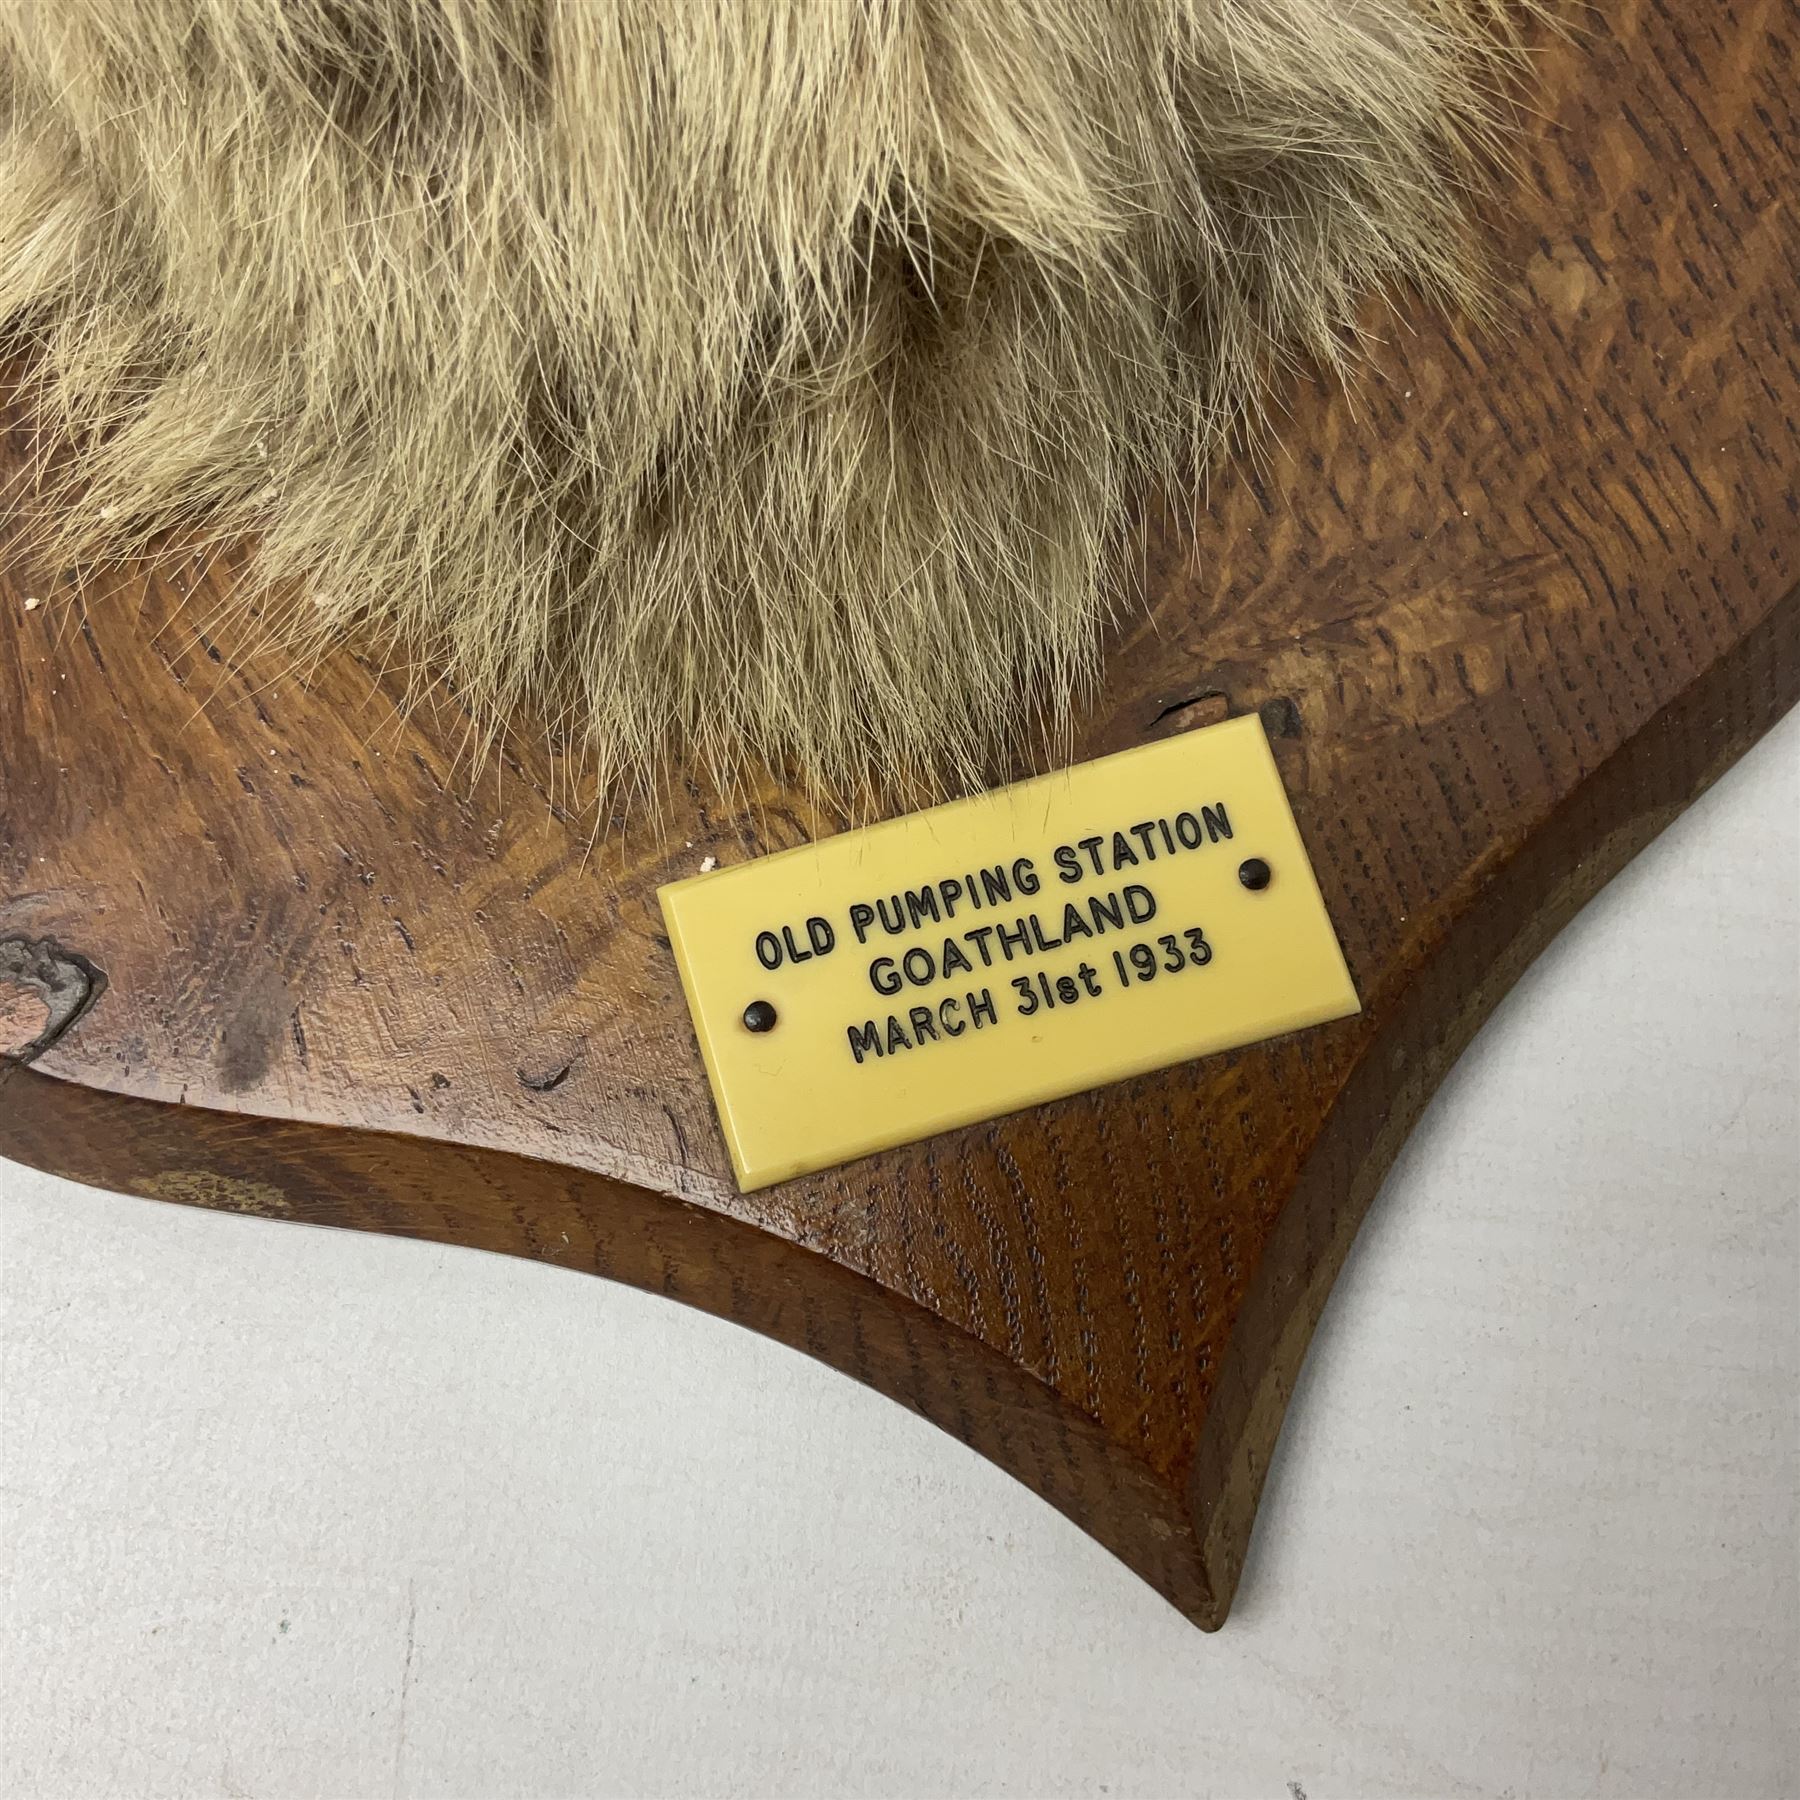 OLD PUMPING STATION
GOATHLAND
MARCH 31st 1933